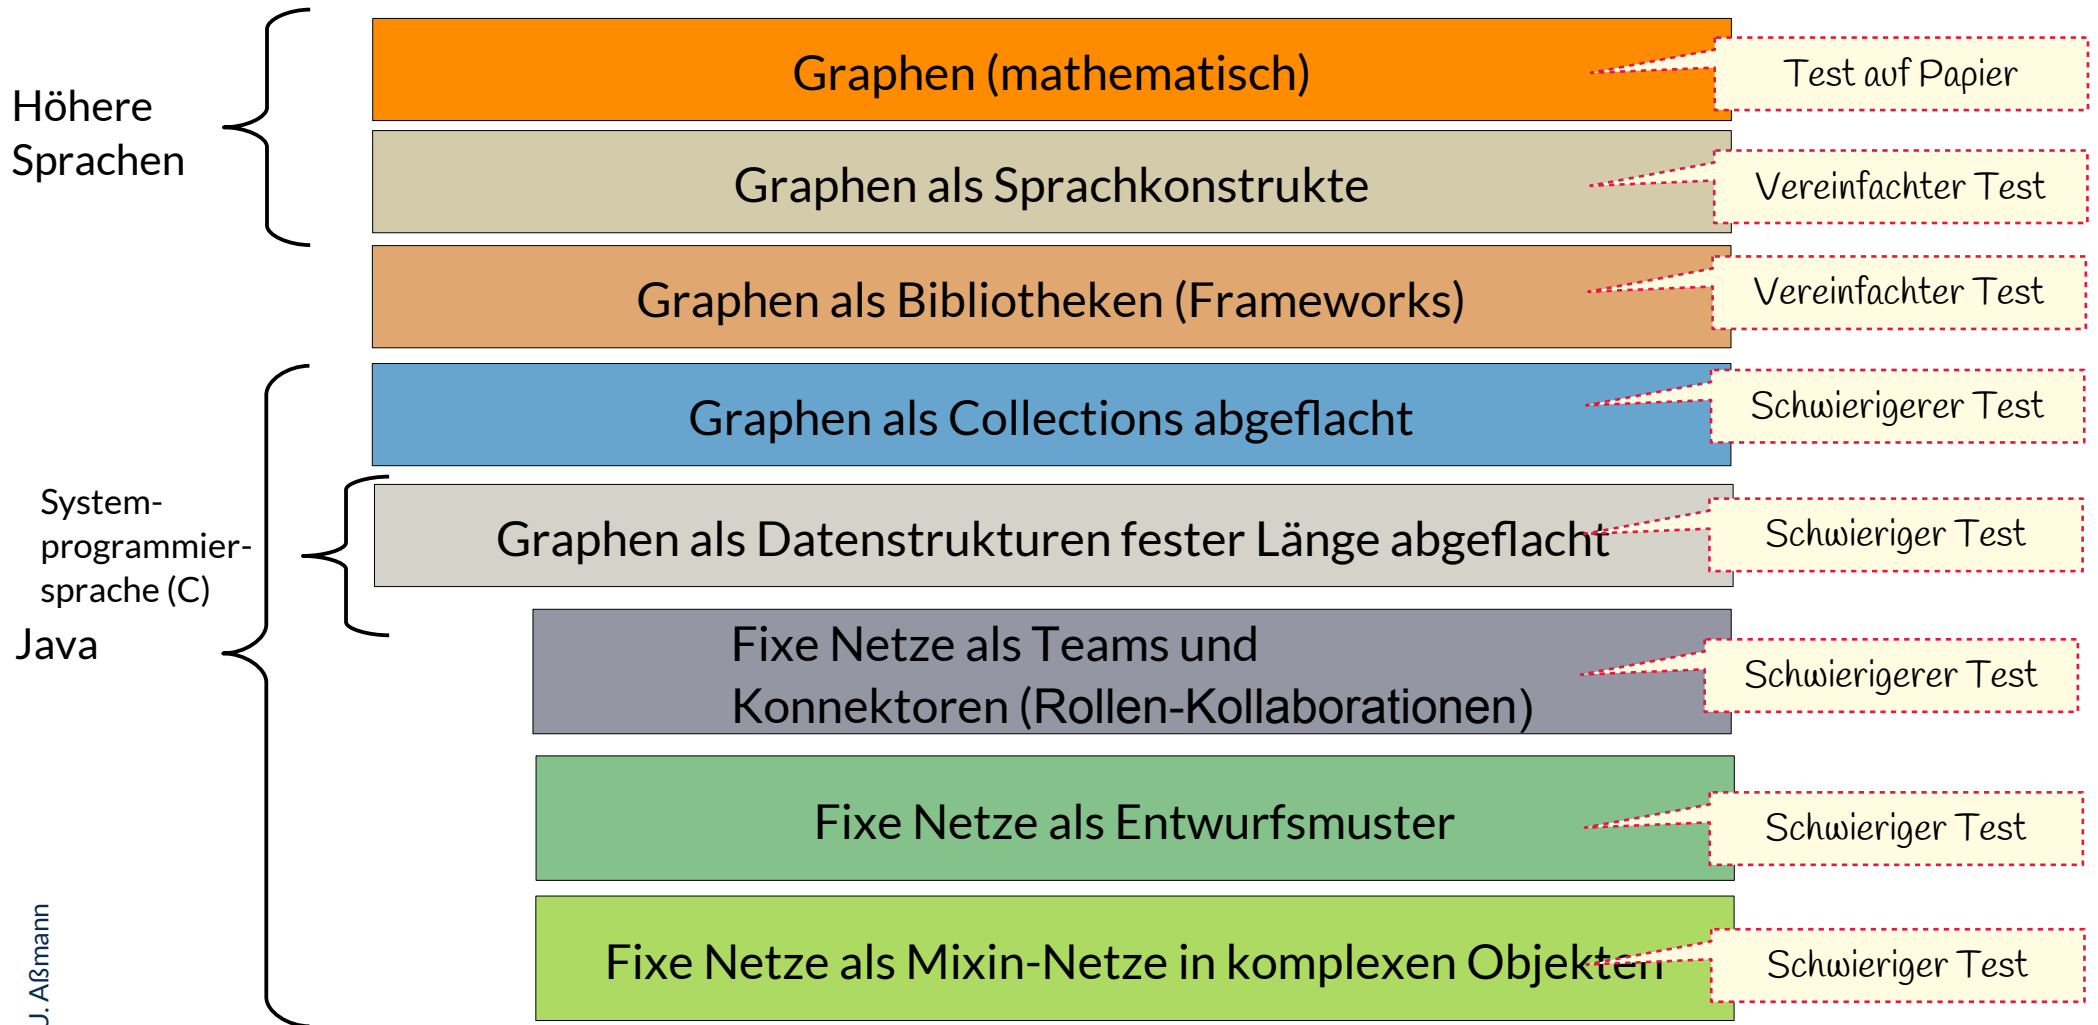 Graphen (mathematisch)
Test auf Papier
Höhere
Sprachen
Graphen als Sprachkonstrukte
Vereinfachter Test
Graphen als Bibliotheken (Frameworks)
Vereinfachter Test
Graphen als Collections abgeflacht
Schwierigerer Test
System-
programmier-
sprache (C)
Graphen als Datenstrukturen fester Länge abgeflacht
Schwieriger Test
Java
Fixe Netze als Teams und
Konnektoren (Rollen-Kollaborationen)
Schwierigerer Test
Fixe Netze als Entwurfsmuster
Schwieriger Test
Fixe Netze als Mixin-Netze in komplexen Objekten
Schwieriger Test
U. Aßmann